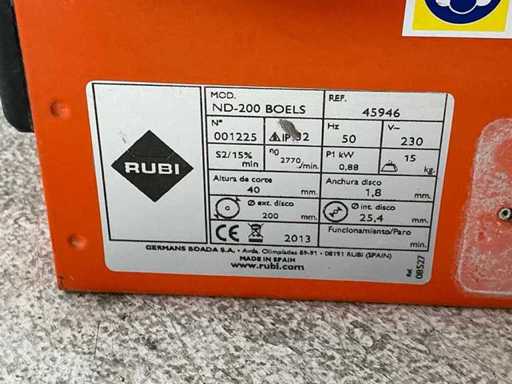 MOD.
ND-200 BOELS
REF.
45946
Nº
001225
Hz
50
V~
230
S2/15%
min
n0
2770/min.
P1 kW
0,88
15
kg.
Altura de corte
40 mm.
Anchura disco
1,8 mm.
Ø ext. disco
200 mm.
Ø int. disco
25,4 mm.
CE
2013
Funcionamiento/Paro
min.
RUBI
GERMANS BOADA S.A. • Avda. Olimpíades 89-91 • 08191 RUBI (SPAIN)
MADE IN SPAIN
www.rubi.com
Ref. 08527